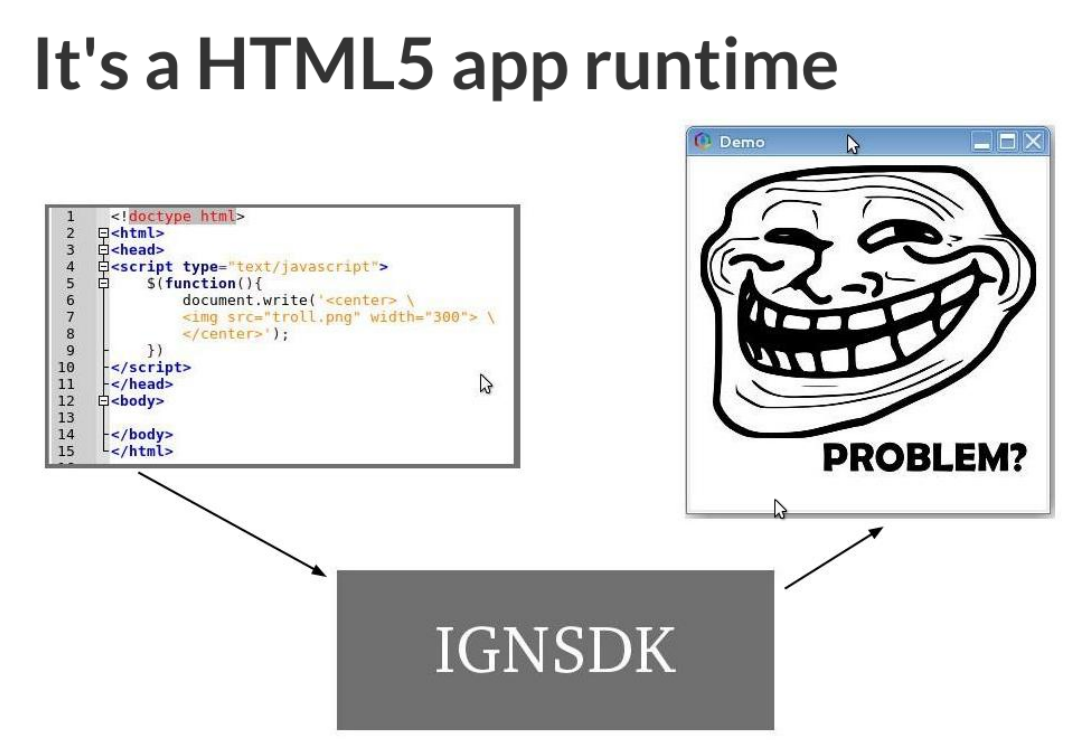 It's a HTML5 app runtime
1 <!doctype html>
2 <html>
3 <head>
4 <script type="text/javascript">
5 $(function(){
6 document.write('<center> \
7 <img src="troll.png" width="300"> \
8 </center>');
9 })
10 </script>
11 </head>
12 <body>
13
14 </body>
15 </html>
Demo
PROBLEM?
IGNSDK